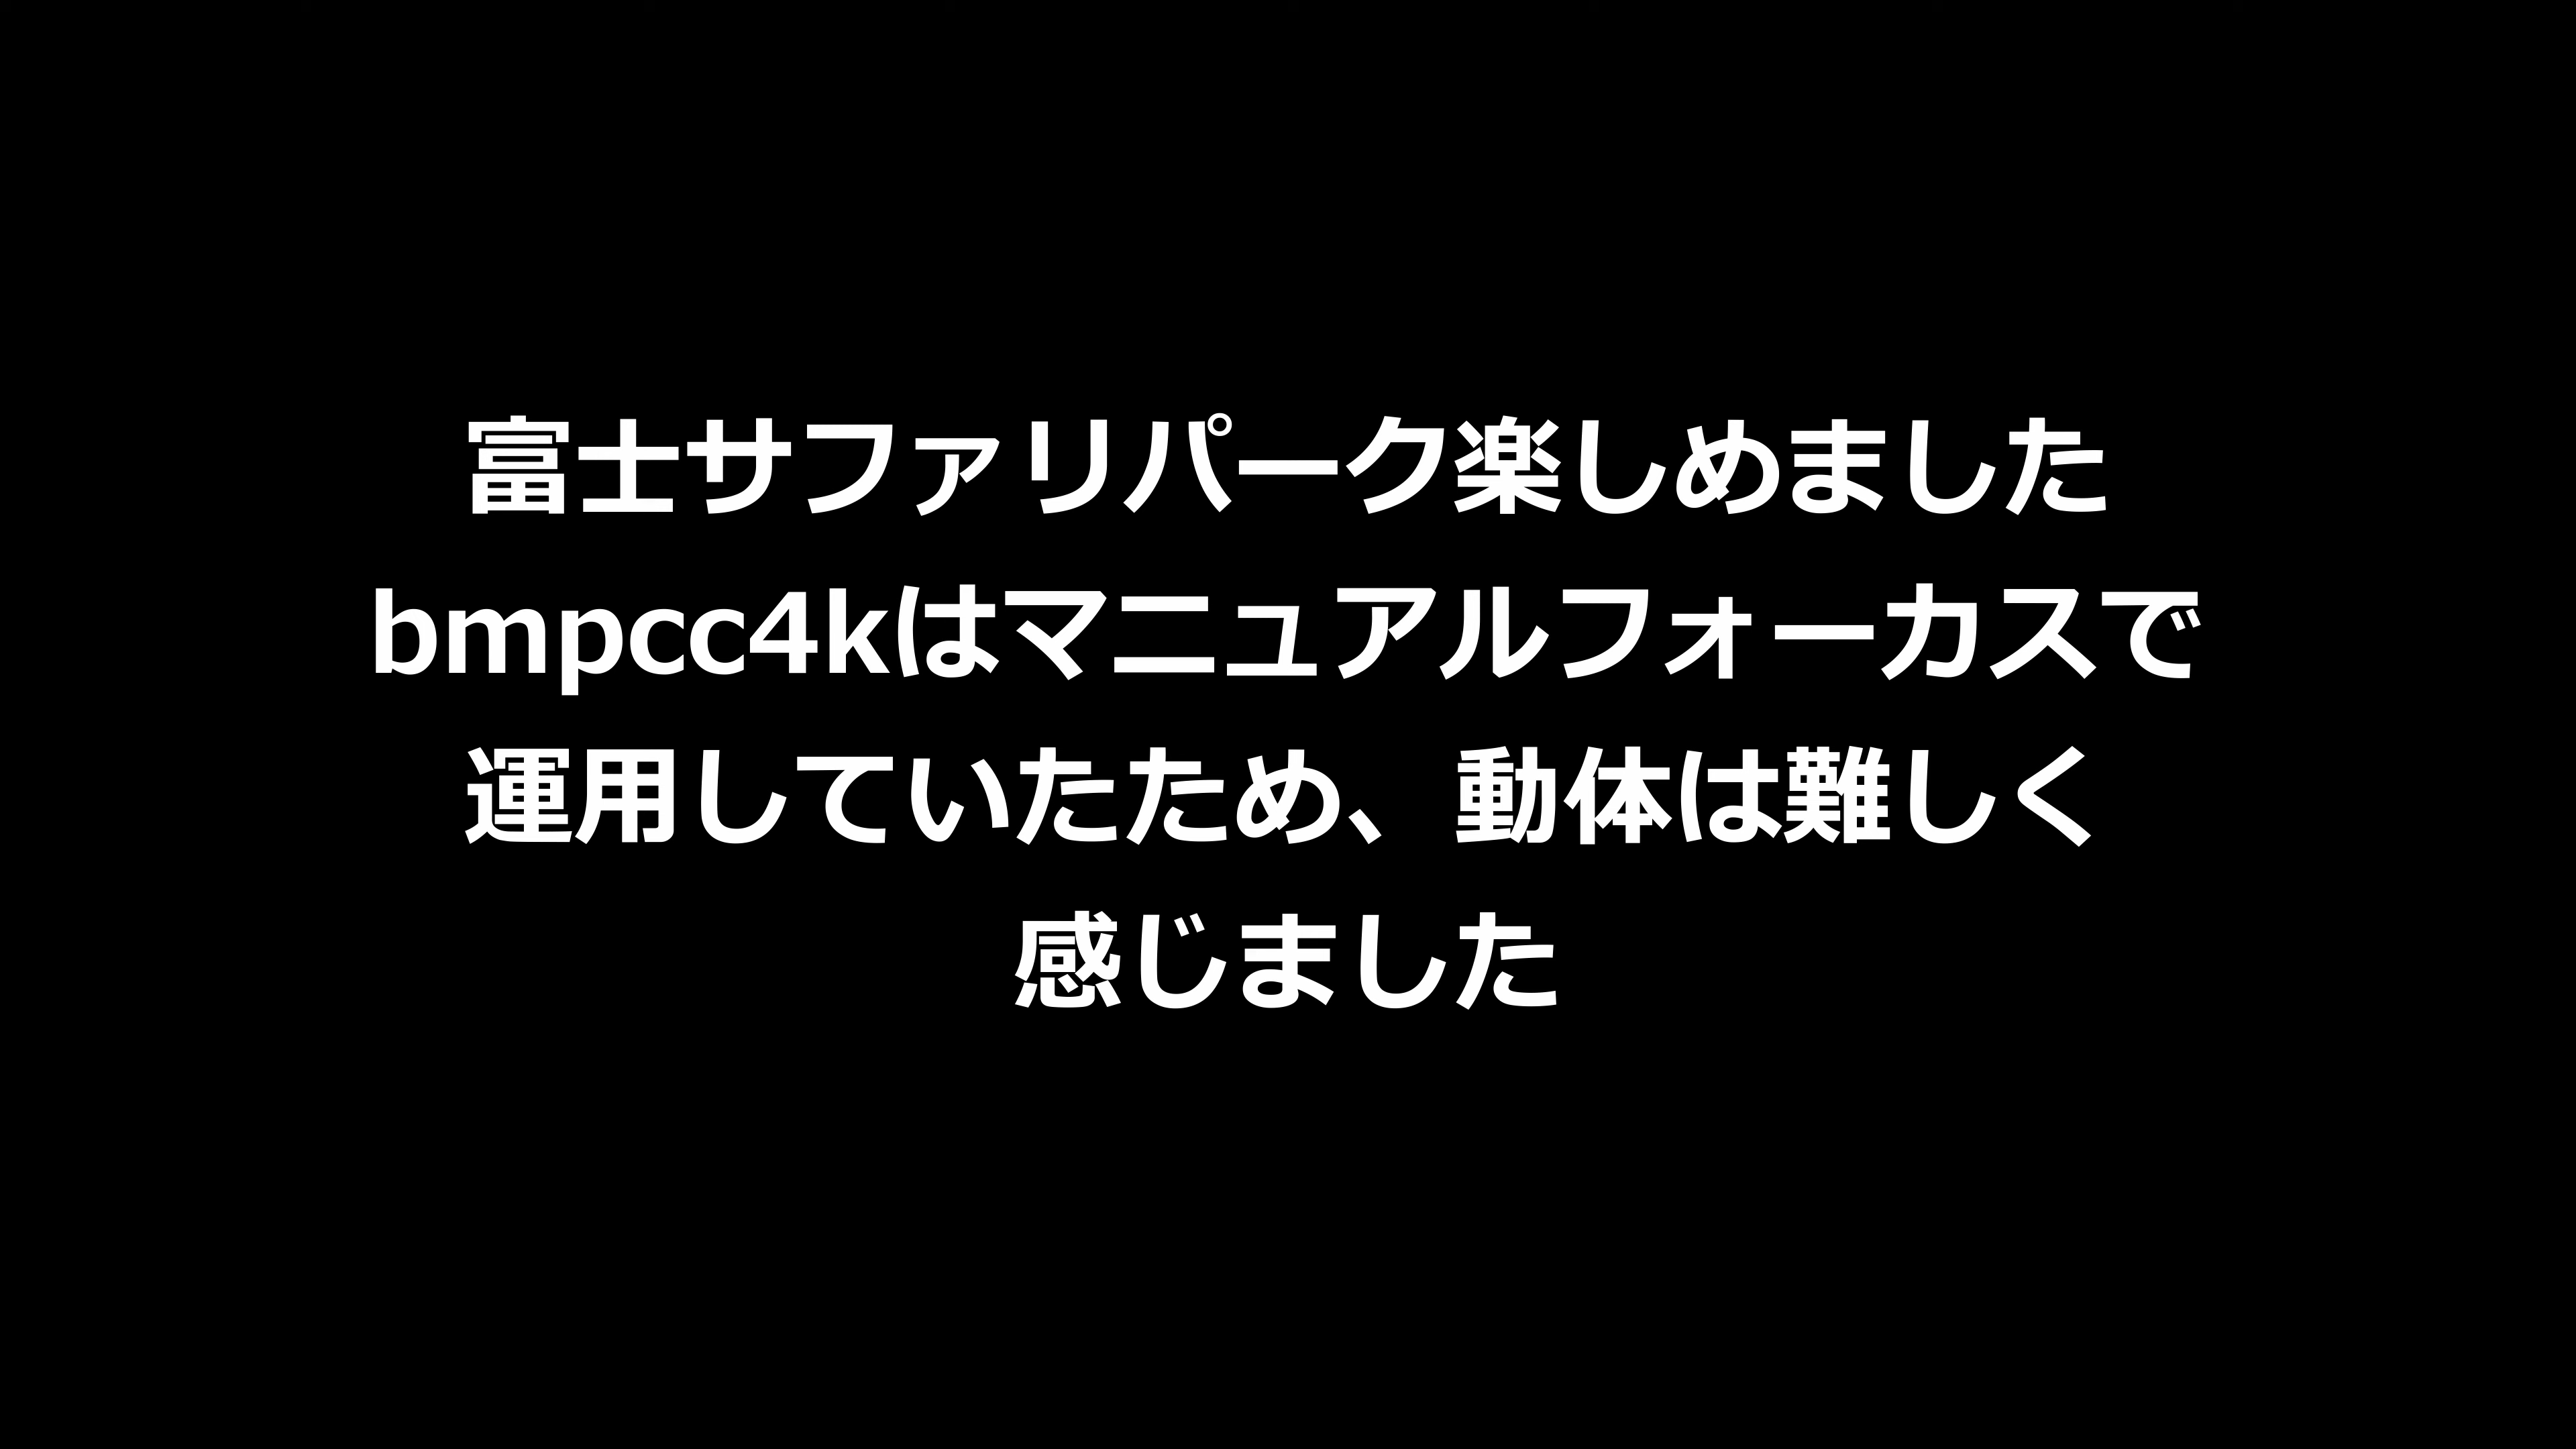 富士サファリパーク楽しめました
bmpcc4kはマニュアルフォーカスで
運用していたため、動体は難しく
感じました